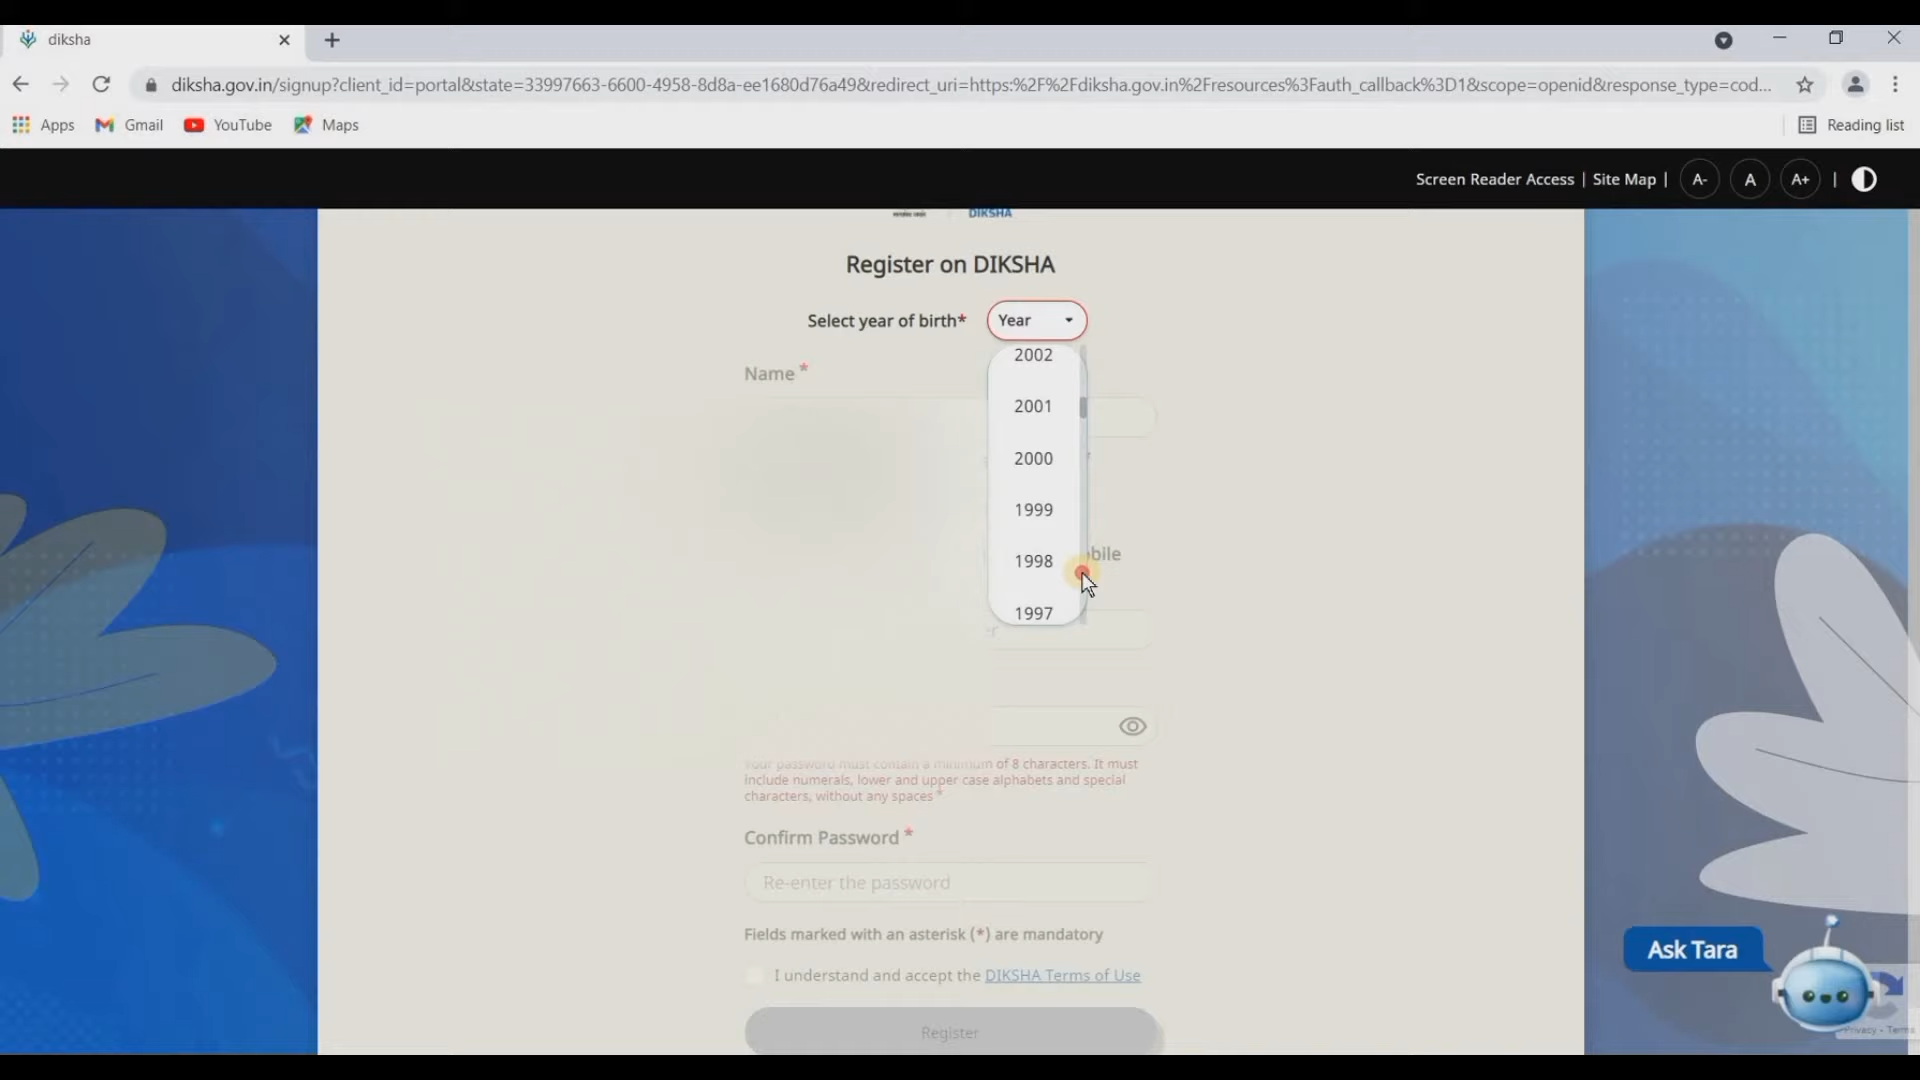 diksha
diksha.gov.in/signup?client_id=portal&state=33997663-6600-4958-8d8a-ee1680d76a49&redirect_uri=https:%2F%2Fdiksha.gov.in%2Fresources%3Fauth_callback%3D1&scope=openid&response_type=cod...
Apps Gmail YouTube Maps Reading list
Screen Reader Access | Site Map | A- A A+ |
DIKSHA
Register on DIKSHA
Select year of birth* Year
2002
Name *
2001
2000
1999
1998
bile
1997
er
Your password must contain a minimum of 8 characters. It must
include numerals, lower and upper case alphabets and special
characters, without any spaces *
Confirm Password *
Re-enter the password
Fields marked with an asterisk (*) are mandatory
I understand and accept the DIKSHA Terms of Use
Register
Ask Tara
Privacy - Terms